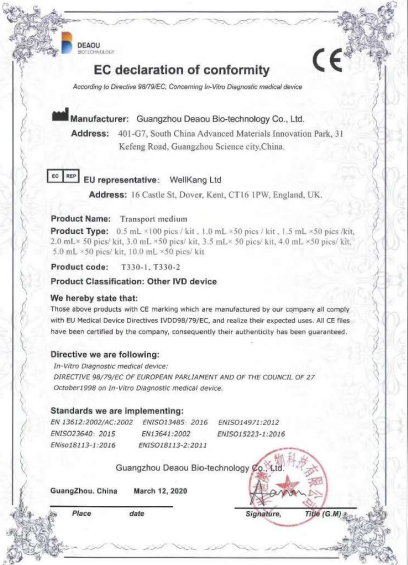 DEAOU
BIOTECHNOLOGY
CE
EC declaration of conformity
According to Directive 98/79/EC, Concerning In-Vitro Diagnostic medical device
Manufacturer: Guangzhou Deaou Bio-technology Co., Ltd.
Address: 401-G7, South China Advanced Materials Innovation Park, 31
Kefeng Road, Guangzhou Science city,China.
EC REP EU representative: WellKang Ltd
Address: 16 Castle St, Dover, Kent, CT16 1PW, England, UK.
Product Name: Transport medium
Product Type: 0.5 mL ×100 pics / kit , 1.0 mL ×50 pics / kit , 1.5 mL ×50 pics /kit,
2.0 mL× 50 pics/ kit, 3.0 mL ×50 pics/ kit, 3.5 mL× 50 pics/ kit, 4.0 mL ×50 pics/ kit,
5.0 mL ×50 pics/ kit, 10.0 mL ×50 pics/ kit
Product code: T330-1, T330-2
Product Classification: Other IVD device
We hereby state that:
Those above products with CE marking which are manufactured by our company all comply
with EU Medical Device Directives IVDD98/79/EC, and realize their expected uses. All CE files
have been certified by the company, consequently their authenticity has been guaranteed.
Directive we are following:
In-Vitro Diagnostic medical device:
DIRECTIVE 98/79/EC OF EUROPEAN PARLIAMENT AND OF THE COUNCIL OF 27
October1998 on In-Vitro Diagnostic medical device.
Standards we are implementing:
EN 13612:2002/AC:2002 ENISO13485: 2016 ENISO14971:2012
ENISO23640: 2015 EN13641:2002 ENISO15223-1:2016
ENiso18113-1:2016 ENISO18113-2:2011
Guangzhou Deaou Bio-technology Co., Ltd.
GuangZhou. China March 12, 2020
Place date Signature, Title (G.M)